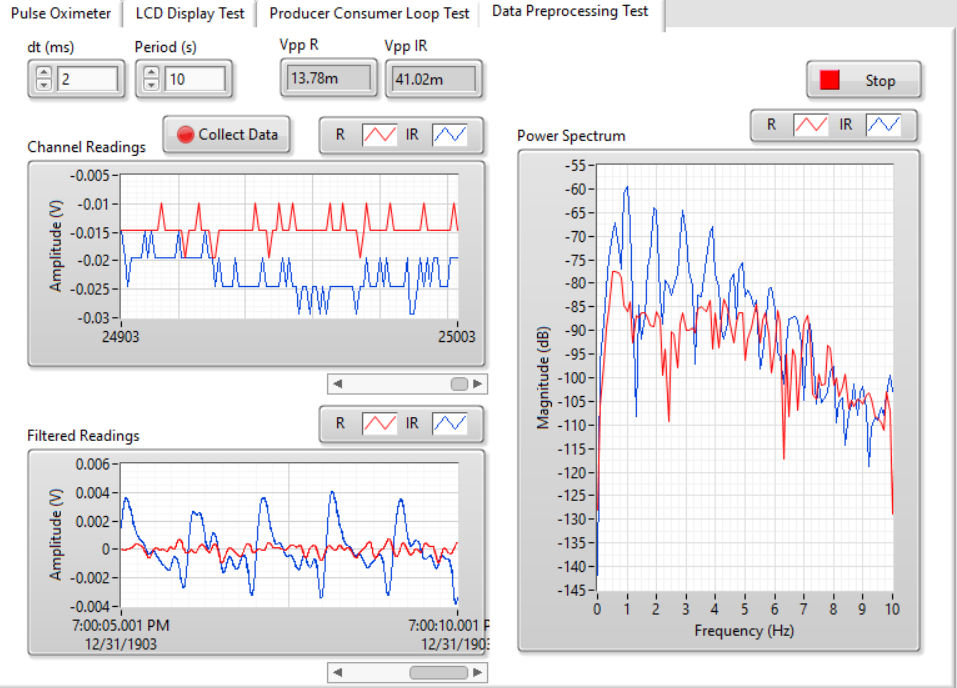 Pulse Oximeter LCD Display Test Producer Consumer Loop Test Data Preprocessing Test
dt (ms) Period (s) Vpp R Vpp IR
2 10 13.78m 41.02m
Stop
Collect Data
R IR
Channel Readings
-0.005
-0.01
-0.015
-0.02
-0.025
-0.03
Amplitude (V)
24903 25003
R IR
Filtered Readings
0.006
0.004
0.002
0
-0.002
-0.004
Amplitude (V)
7:00:05.001 PM 7:00:10.001 P
12/31/1903 12/31/1903
R IR
Power Spectrum
-55
-60
-65
-70
-75
-80
-85
-90
-95
-100
-105
-110
-115
-120
-125
-130
-135
-140
-145
Magnitude (dB)
0 1 2 3 4 5 6 7 8 9 10
Frequency (Hz)